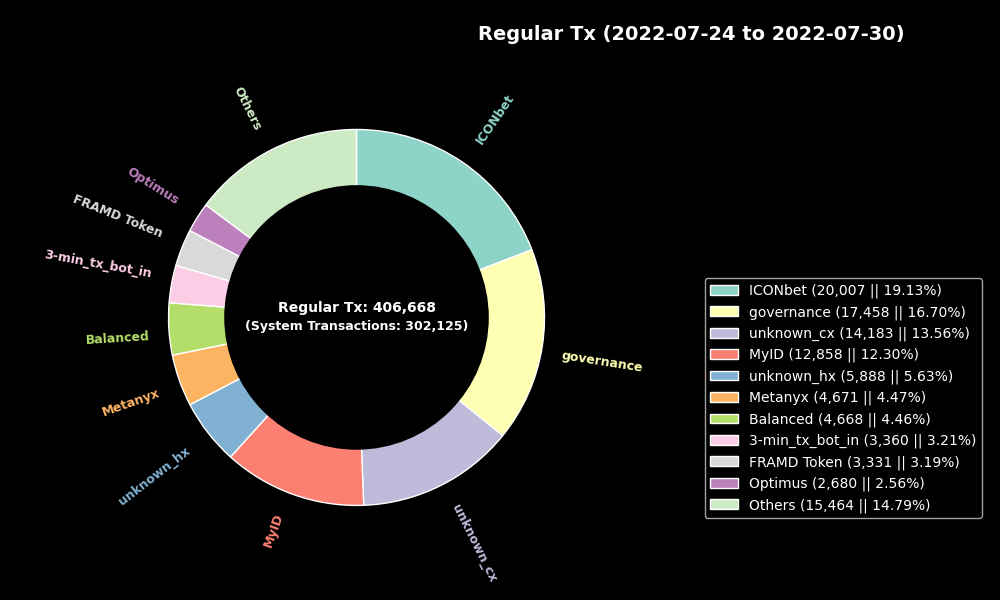 Regular Tx (2022-07-24 to 2022-07-30)
ICONbet
governance
unknown_cx
MyID
unknown_hx
Metanyx
Balanced
3-min_tx_bot_in
FRAMD Token
Optimus
Others
Regular Tx: 406,668
(System Transactions: 302,125)
ICONbet (20,007 || 19.13%)
governance (17,458 || 16.70%)
unknown_cx (14,183 || 13.56%)
MyID (12,858 || 12.30%)
unknown_hx (5,888 || 5.63%)
Metanyx (4,671 || 4.47%)
Balanced (4,668 || 4.46%)
3-min_tx_bot_in (3,360 || 3.21%)
FRAMD Token (3,331 || 3.19%)
Optimus (2,680 || 2.56%)
Others (15,464 || 14.79%)